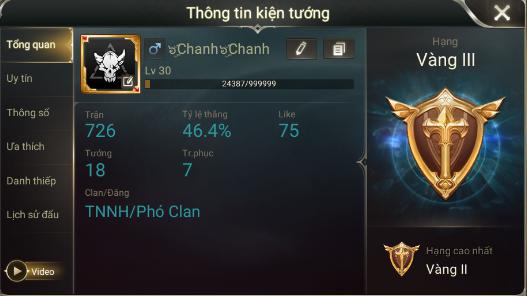 Thông tin kiện tướng
Tổng quan
Uy tín
Thông số
Ưa thích
Danh thiếp
Lịch sử đấu
Video
ঔChanhঔChanh
Lv 30
24387/999999
Trận
Tỷ lệ thắng
Like
726
46.4%
75
Tướng
Tr.phục
18
7
Clan/Đẳng
TNNH/Phó Clan
Hạng
Vàng III
Hạng cao nhất
Vàng II